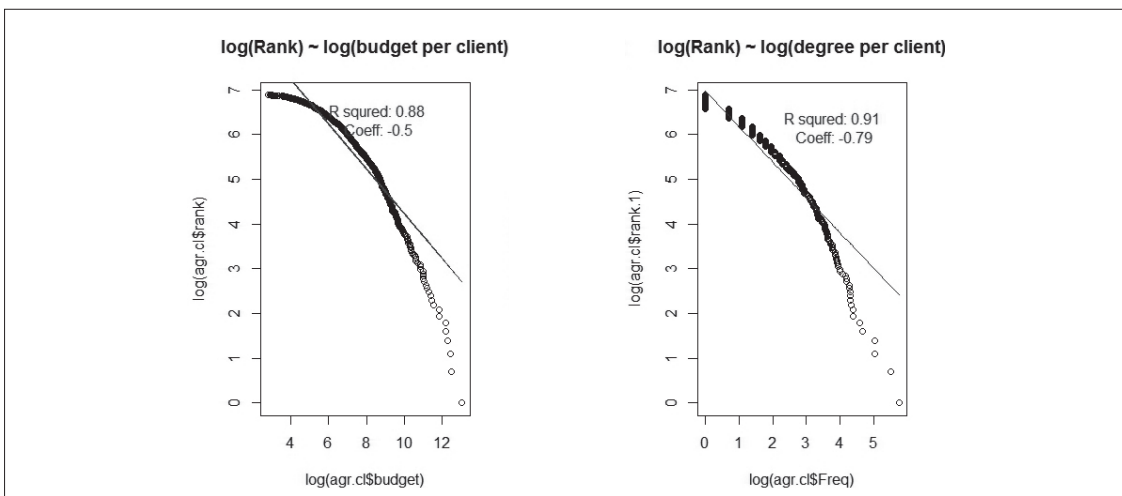 log(Rank) ~ log(budget per client)
R squred: 0.88
Coeff: -0.5
log(agr.cl$rank)
0 1 2 3 4 5 6 7
4 6 8 10 12
log(agr.cl$budget)
log(Rank) ~ log(degree per client)
R squred: 0.91
Coeff: -0.79
log(agr.cl$rank.1)
0 1 2 3 4 5 6 7
0 1 2 3 4 5
log(agr.cl$Freq)